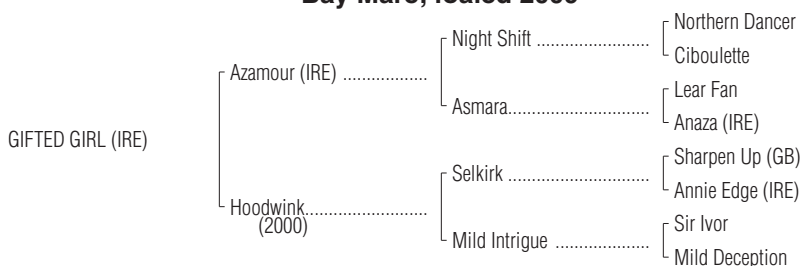 Bay Mare, foaled
Northern Dancer
Night Shift ........................
Ciboulette
Azamour (IRE) ..................
Lear Fan
Asmara..............................
Anaza (IRE)
GIFTED GIRL (IRE)
Sharpen Up (GB)
Selkirk ..............................
Annie Edge (IRE)
Hoodwink..........................
(2000)
Sir Ivor
Mild Intrigue ....................
Mild Deception